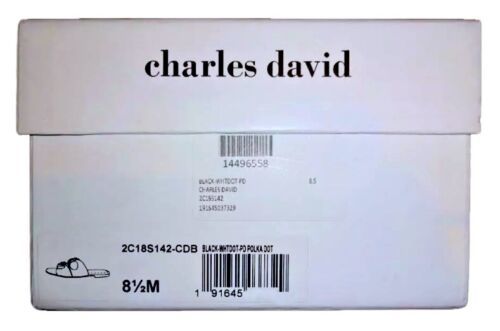 charles david
14496558
BLACK-WHTDOT-PD 8.5
CHARLES DAVID
2C18S142
191645037329
2C18S142-CDB BLACK-WHTDOT-PD POLKA DOT
8½M
1 91645